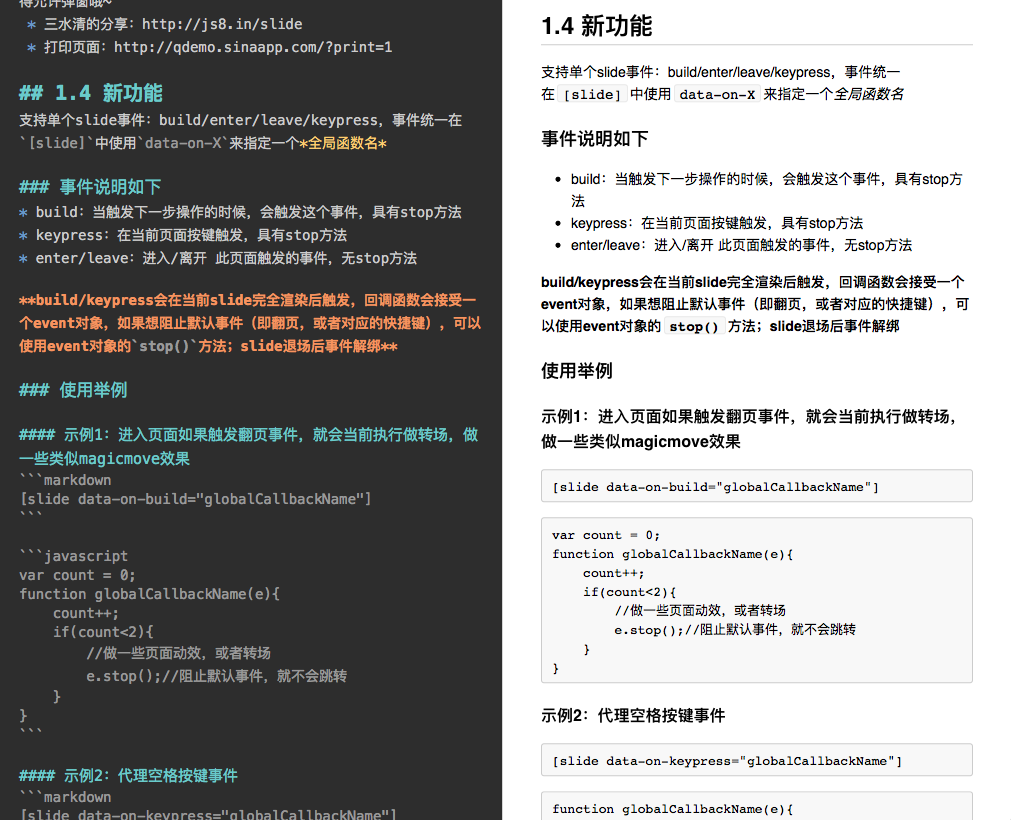 得允许弹窗哦~
* 三水清的分享：http://js8.in/slide
* 打印页面：http://qdemo.sinaapp.com/?print=1
## 1.4 新功能
支持单个slide事件：build/enter/leave/keypress，事件统一在
`[slide]`中使用`data-on-X`来指定一个*全局函数名*
### 事件说明如下
* build：当触发下一步操作的时候，会触发这个事件，具有stop方法
* keypress：在当前页面按键触发，具有stop方法
* enter/leave：进入/离开 此页面触发的事件，无stop方法
**build/keypress会在当前slide完全渲染后触发，回调函数会接受一
个event对象，如果想阻止默认事件（即翻页，或者对应的快捷键），可以
使用event对象的`stop()`方法；slide退场后事件解绑**
### 使用举例
#### 示例1：进入页面如果触发翻页事件，就会当前执行做转场，做
一些类似magicmove效果
```markdown
[slide data-on-build="globalCallbackName"]
```
```javascript
var count = 0;
function globalCallbackName(e){
    count++;
    if(count<2){
        //做一些页面动效，或者转场
        e.stop();//阻止默认事件，就不会跳转
    }
}
```
#### 示例2：代理空格按键事件
```markdown
[slide data-on-keypress="globalCallbackName"]
1.4 新功能
支持单个slide事件：build/enter/leave/keypress，事件统一
在 [slide] 中使用 data-on-X 来指定一个全局函数名
事件说明如下
• build：当触发下一步操作的时候，会触发这个事件，具有stop方
法
• keypress：在当前页面按键触发，具有stop方法
• enter/leave：进入/离开 此页面触发的事件，无stop方法
build/keypress会在当前slide完全渲染后触发，回调函数会接受一个
event对象，如果想阻止默认事件（即翻页，或者对应的快捷键），可
以使用event对象的 stop() 方法；slide退场后事件解绑
使用举例
示例1：进入页面如果触发翻页事件，就会当前执行做转场，
做一些类似magicmove效果
[slide data-on-build="globalCallbackName"]
var count = 0;
function globalCallbackName(e){
    count++;
    if(count<2){
        //做一些页面动效，或者转场
        e.stop();//阻止默认事件，就不会跳转
    }
}
示例2：代理空格按键事件
[slide data-on-keypress="globalCallbackName"]
function globalCallbackName(e){